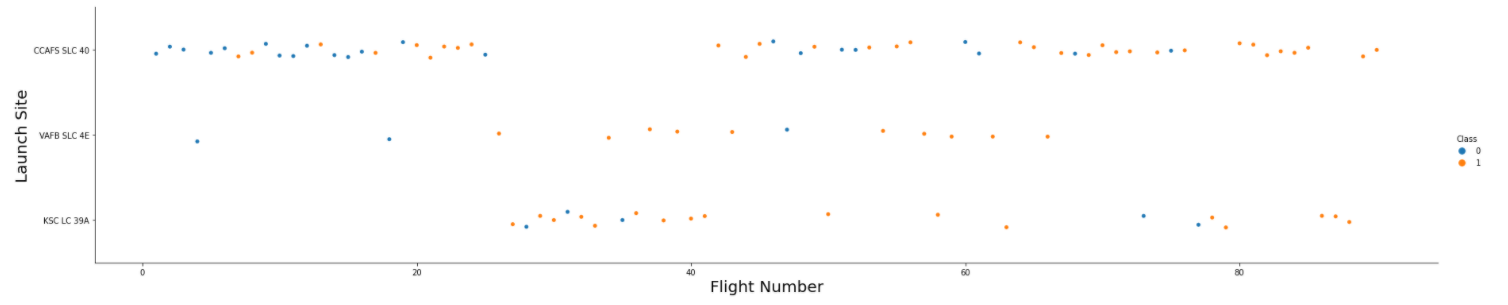 CCAFS SLC 40
VAFB SLC 4E
KSC LC 39A
Launch Site
0 20 40 60 80
Flight Number
Class
0
1